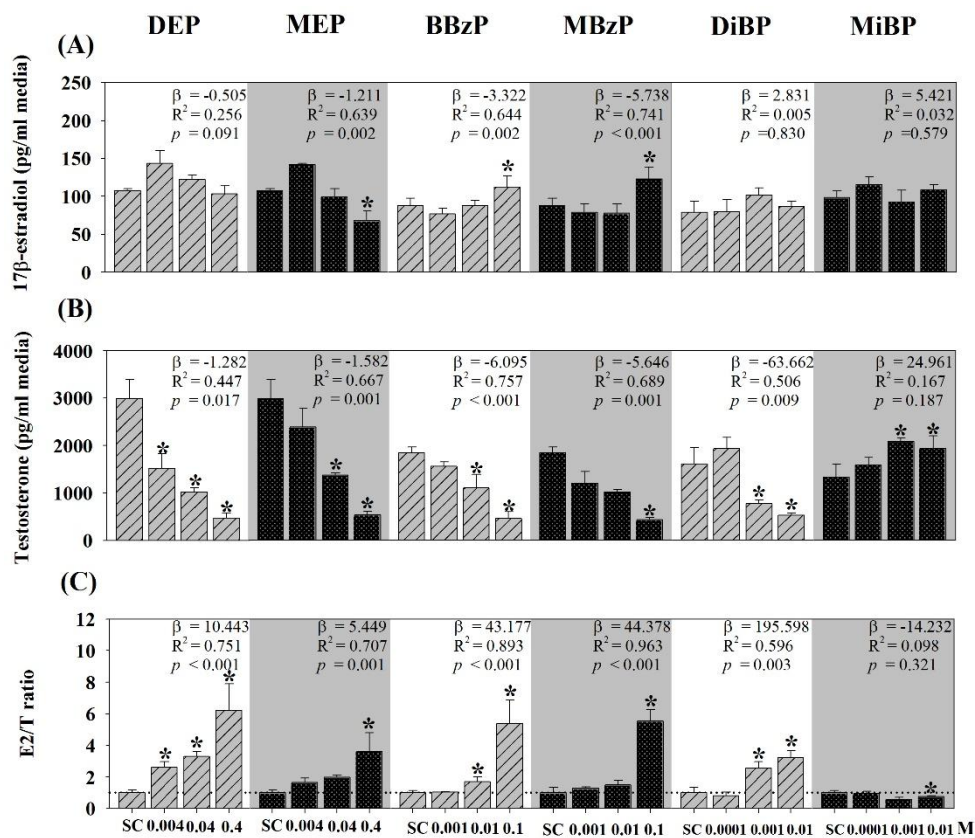 DEP MEP BBzP MBzP DiBP MiBP
(A)
17β-estradiol (pg/ml media)
250
200
150
100
50
0
β = -0.505
R² = 0.256
p = 0.091
β = -1.211
R² = 0.639
p = 0.002
β = -3.322
R² = 0.644
p = 0.002
β = -5.738
R² = 0.741
p < 0.001
β = 2.831
R² = 0.005
p =0.830
β = 5.421
R² = 0.032
p =0.579
*
*
*
(B)
Testosterone (pg/ml media)
4000
3000
2000
1000
0
β = -1.282
R² = 0.447
p = 0.017
β = -1.582
R² = 0.667
p = 0.001
β = -6.095
R² = 0.757
p < 0.001
β = -5.646
R² = 0.689
p = 0.001
β = -63.662
R² = 0.506
p = 0.009
β = 24.961
R² = 0.167
p = 0.187
* * *
* *
* *
*
* *
* *
(C)
E2/T ratio
12
10
8
6
4
2
0
β = 10.443
R² = 0.751
p < 0.001
β = 5.449
R² = 0.707
p = 0.001
β = 43.177
R² = 0.893
p < 0.001
β = 44.378
R² = 0.963
p < 0.001
β = 195.598
R² = 0.596
p = 0.003
β = -14.232
R² = 0.098
p = 0.321
* * *
*
* *
*
* *
*
SC 0.004 0.04 0.4 SC 0.004 0.04 0.4 SC 0.001 0.01 0.1 SC 0.001 0.01 0.1 SC 0.0001 0.001 0.01 SC 0.0001 0.001 0.01 M